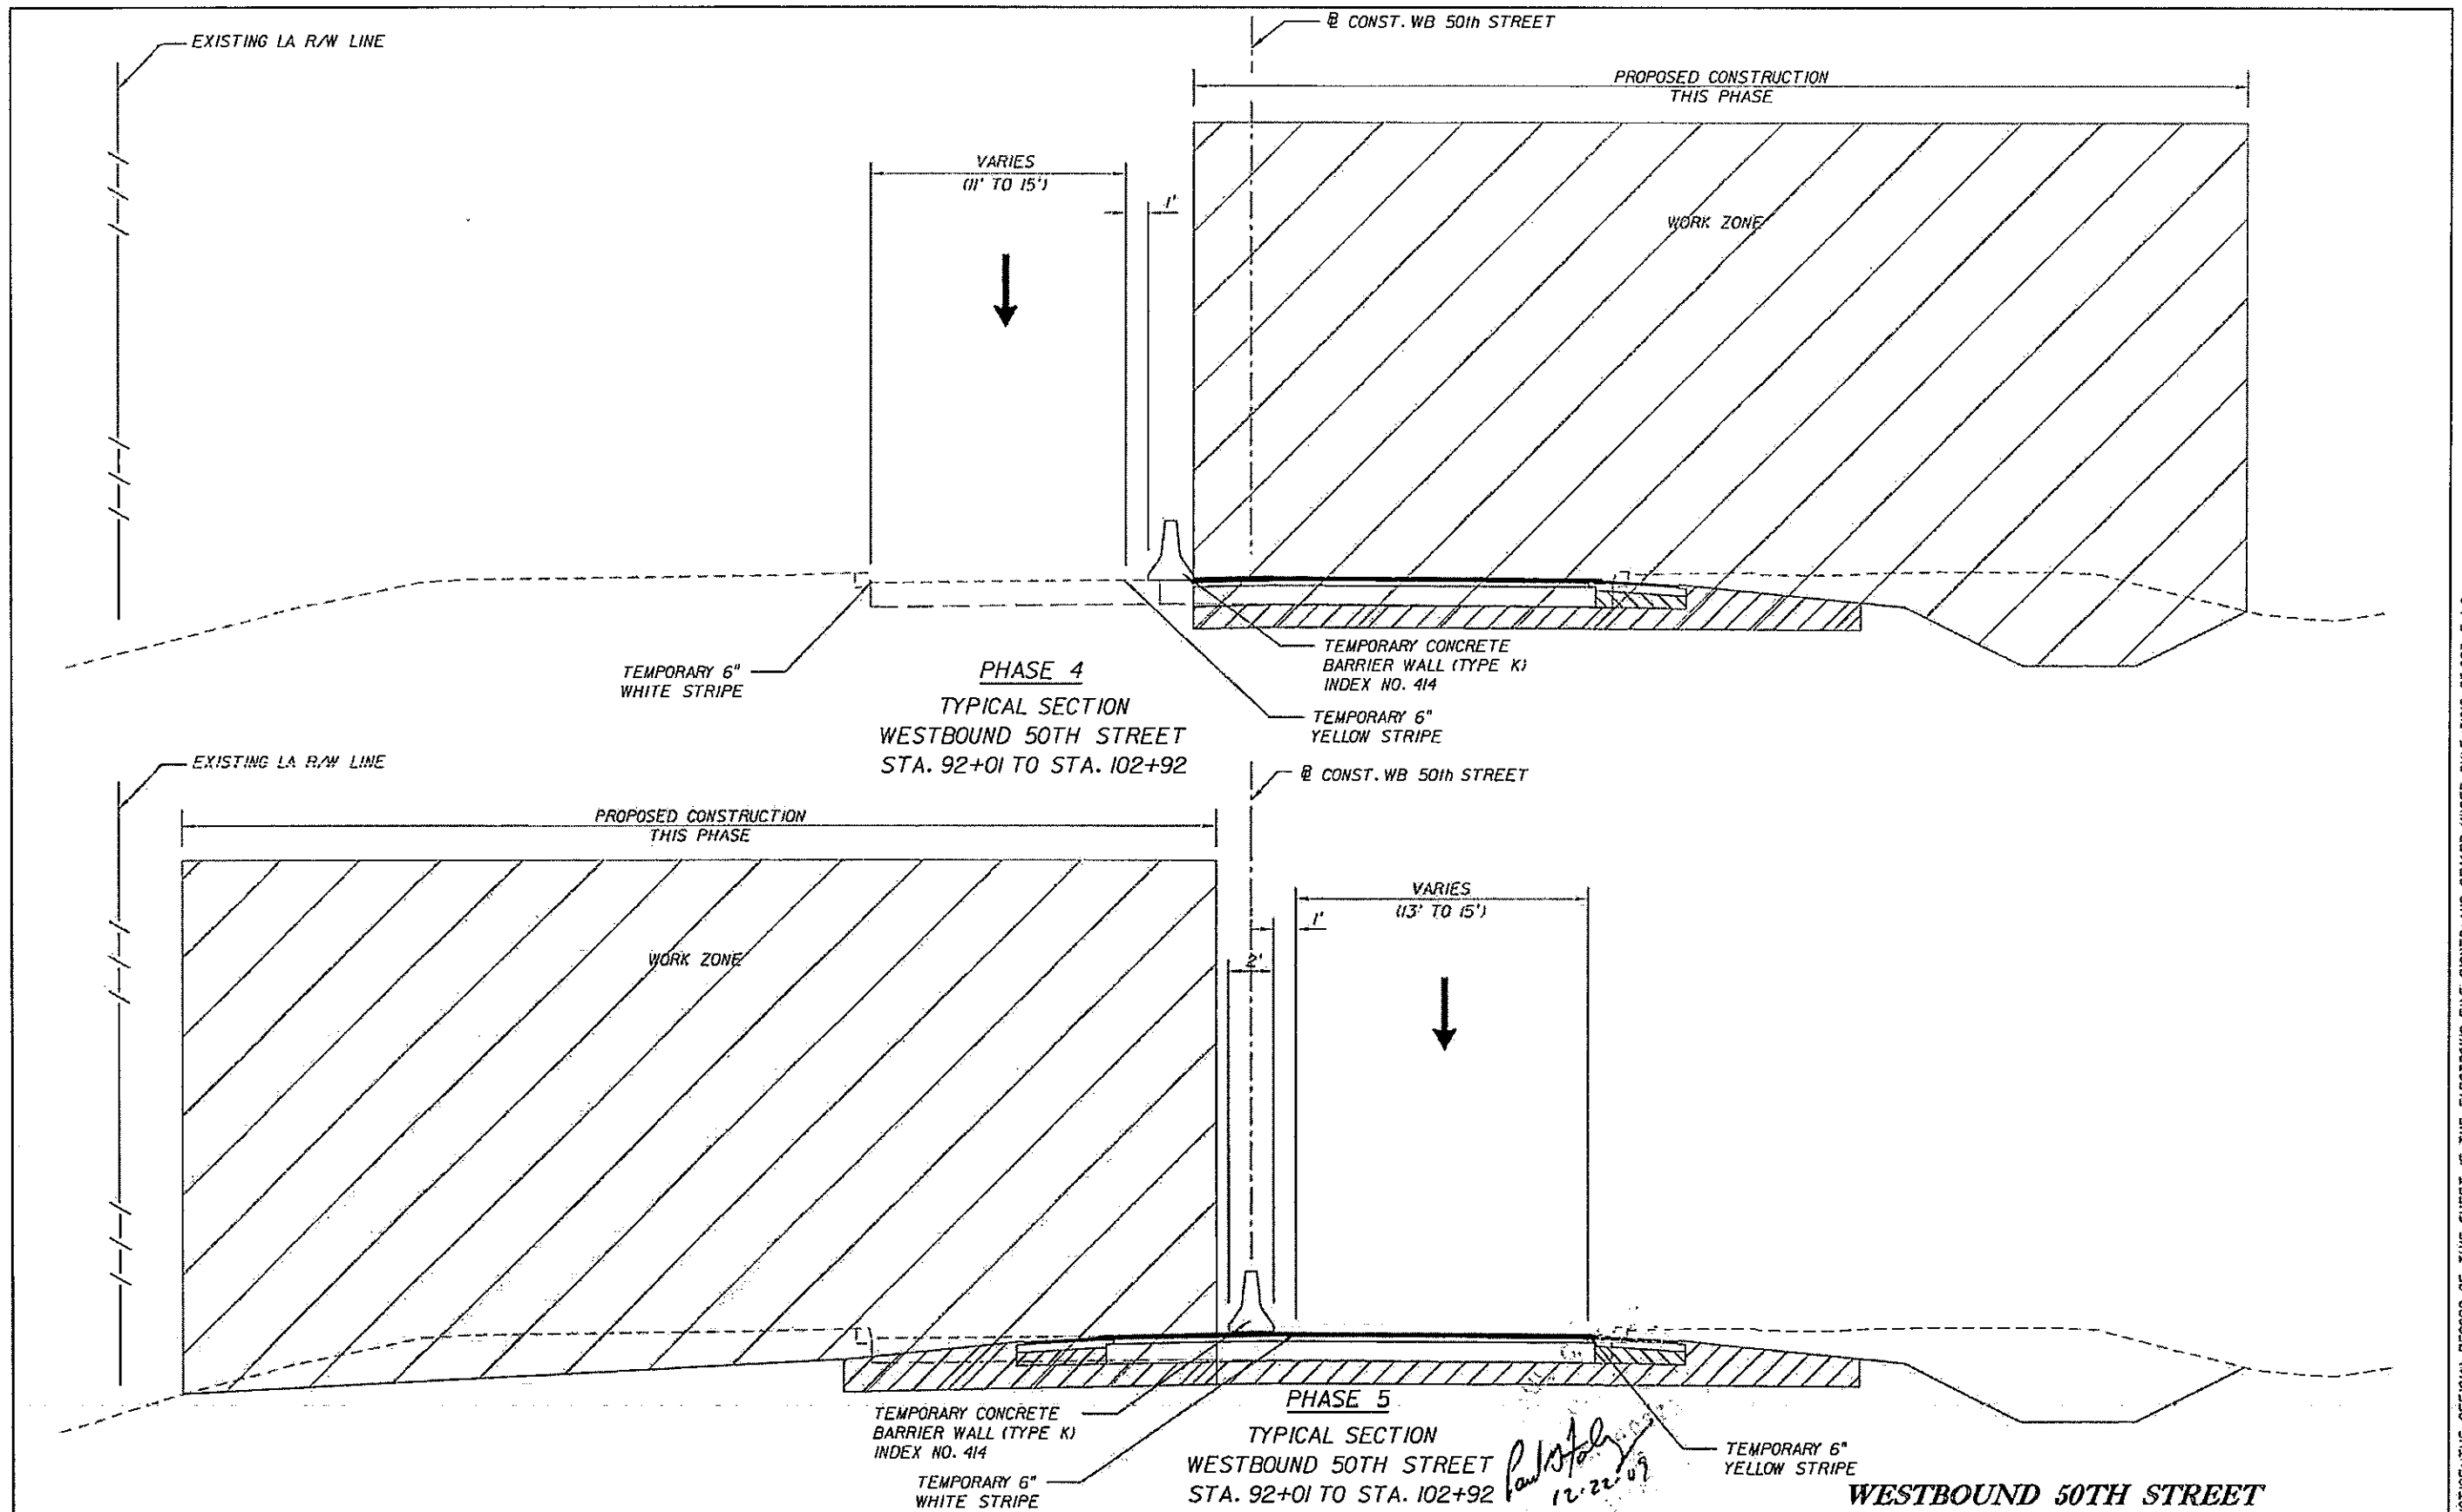 EXISTING LA R/W LINE
℄ CONST. WB 50th STREET
PROPOSED CONSTRUCTION
THIS PHASE
VARIES
(11' TO 15')
1'
WORK ZONE
TEMPORARY 6"
WHITE STRIPE
PHASE 4
TYPICAL SECTION
WESTBOUND 50TH STREET
STA. 92+01 TO STA. 102+92
TEMPORARY CONCRETE
BARRIER WALL (TYPE K)
INDEX NO. 414
TEMPORARY 6"
YELLOW STRIPE
EXISTING LA R/W LINE
℄ CONST. WB 50th STREET
PROPOSED CONSTRUCTION
THIS PHASE
VARIES
(13' TO 15')
1'
2'
WORK ZONE
TEMPORARY CONCRETE
BARRIER WALL (TYPE K)
INDEX NO. 414
TEMPORARY 6"
WHITE STRIPE
PHASE 5
TYPICAL SECTION
WESTBOUND 50TH STREET
STA. 92+01 TO STA. 102+92
12-22-09
TEMPORARY 6"
YELLOW STRIPE
WESTBOUND 50TH STREET